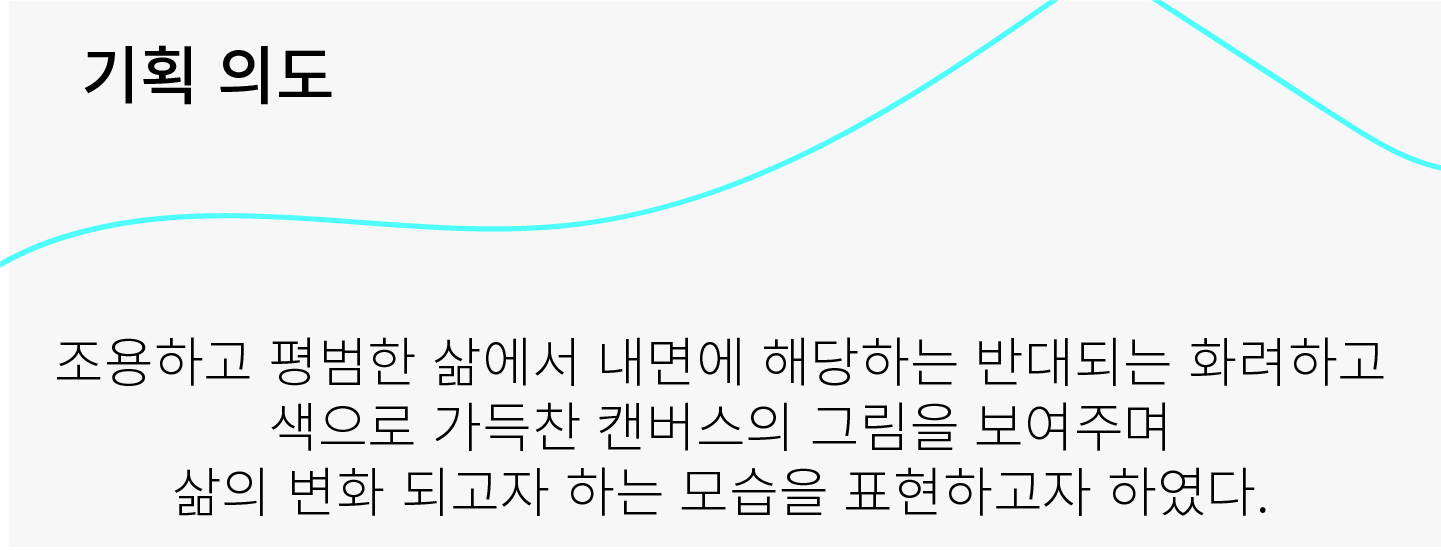 기획 의도
조용하고 평범한 삶에서 내면에 해당하는 반대되는 화려하고
색으로 가득찬 캔버스의 그림을 보여주며
삶의 변화 되고자 하는 모습을 표현하고자 하였다.